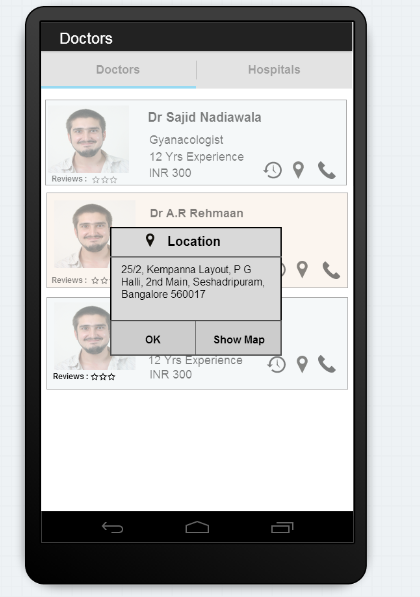 Doctors
Doctors
Hospitals
Dr Sajid Nadiawala
Gyanacologist
12 Yrs Experience
INR 300
Reviews :
Dr A.R Rehmaan
Reviews :
Location
25/2, Kempanna Layout, P G
Halli, 2nd Main, Seshadripuram,
Bangalore 560017
OK
Show Map
12 Yrs Experience
INR 300
Reviews :